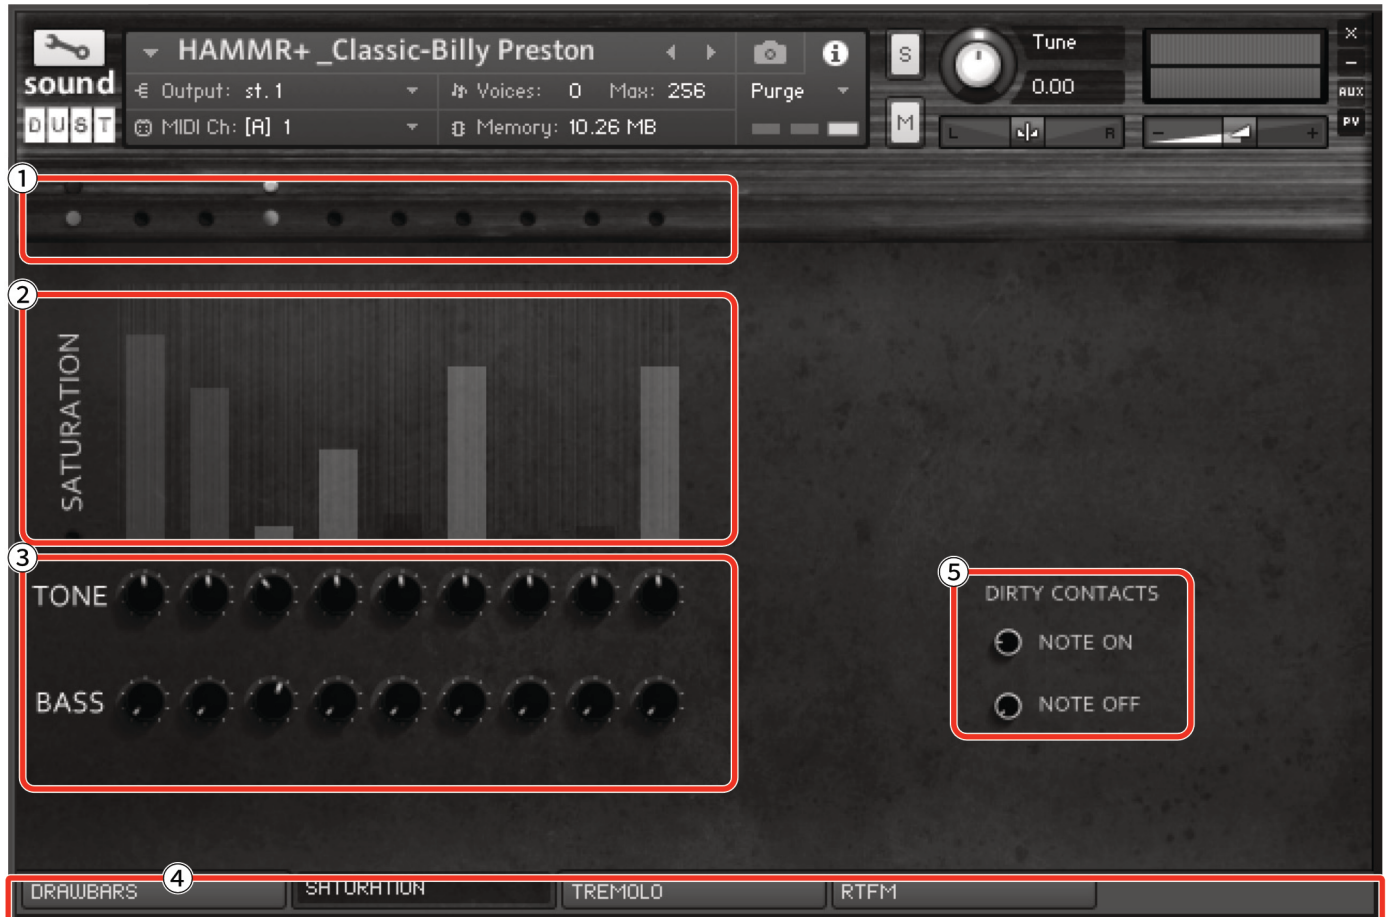 HAMMR+ _Classic-Billy Preston
i
S
Tune
×
sound
Output: st.1
Voices: 0 Max: 256
Purge
0.00
AUX
DUST
MIDI Ch: [A] 1
Memory: 10.26 MB
M
L
R
-
+
PV
1
2
SATURATION
3
TONE
BASS
5
DIRTY CONTACTS
NOTE ON
NOTE OFF
4
DRAWBARS
SATURATION
TREMOLO
RTFM